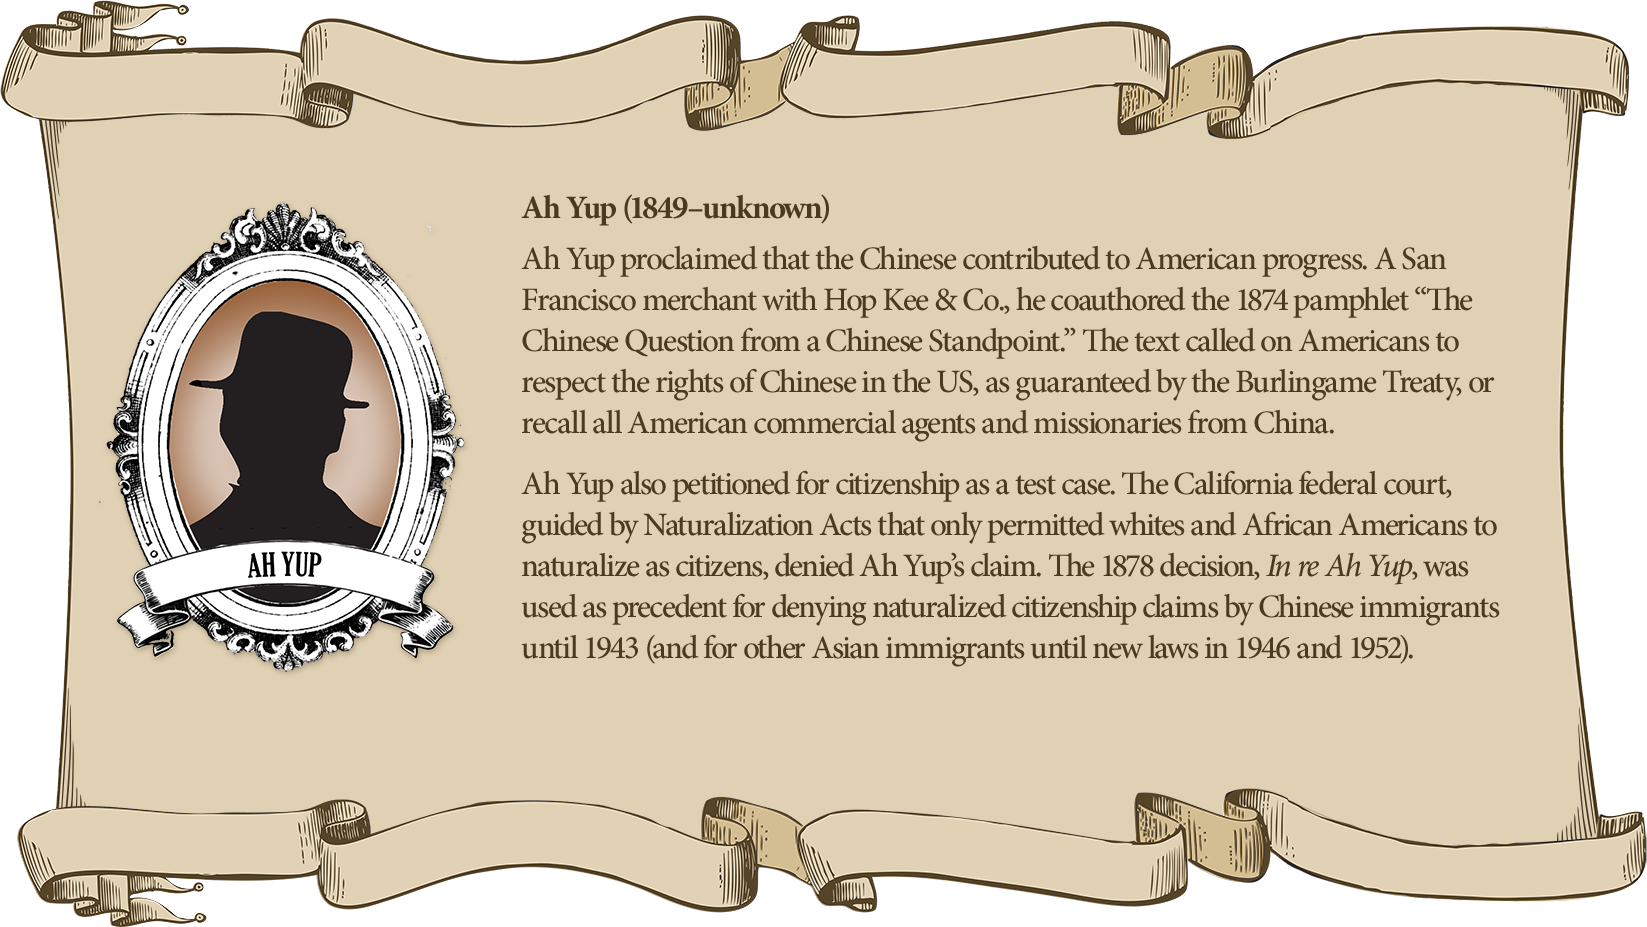 Ah Yup (1849–unknown)
Ah Yup proclaimed that the Chinese contributed to American progress. A San
Francisco merchant with Hop Kee & Co., he coauthored the 1874 pamphlet “The
Chinese Question from a Chinese Standpoint.” The text called on Americans to
respect the rights of Chinese in the US, as guaranteed by the Burlingame Treaty, or
recall all American commercial agents and missionaries from China.
Ah Yup also petitioned for citizenship as a test case. The California federal court,
guided by Naturalization Acts that only permitted whites and African Americans to
naturalize as citizens, denied Ah Yup’s claim. The 1878 decision, In re Ah Yup, was
used as precedent for denying naturalized citizenship claims by Chinese immigrants
until 1943 (and for other Asian immigrants until new laws in 1946 and 1952).
AH YUP